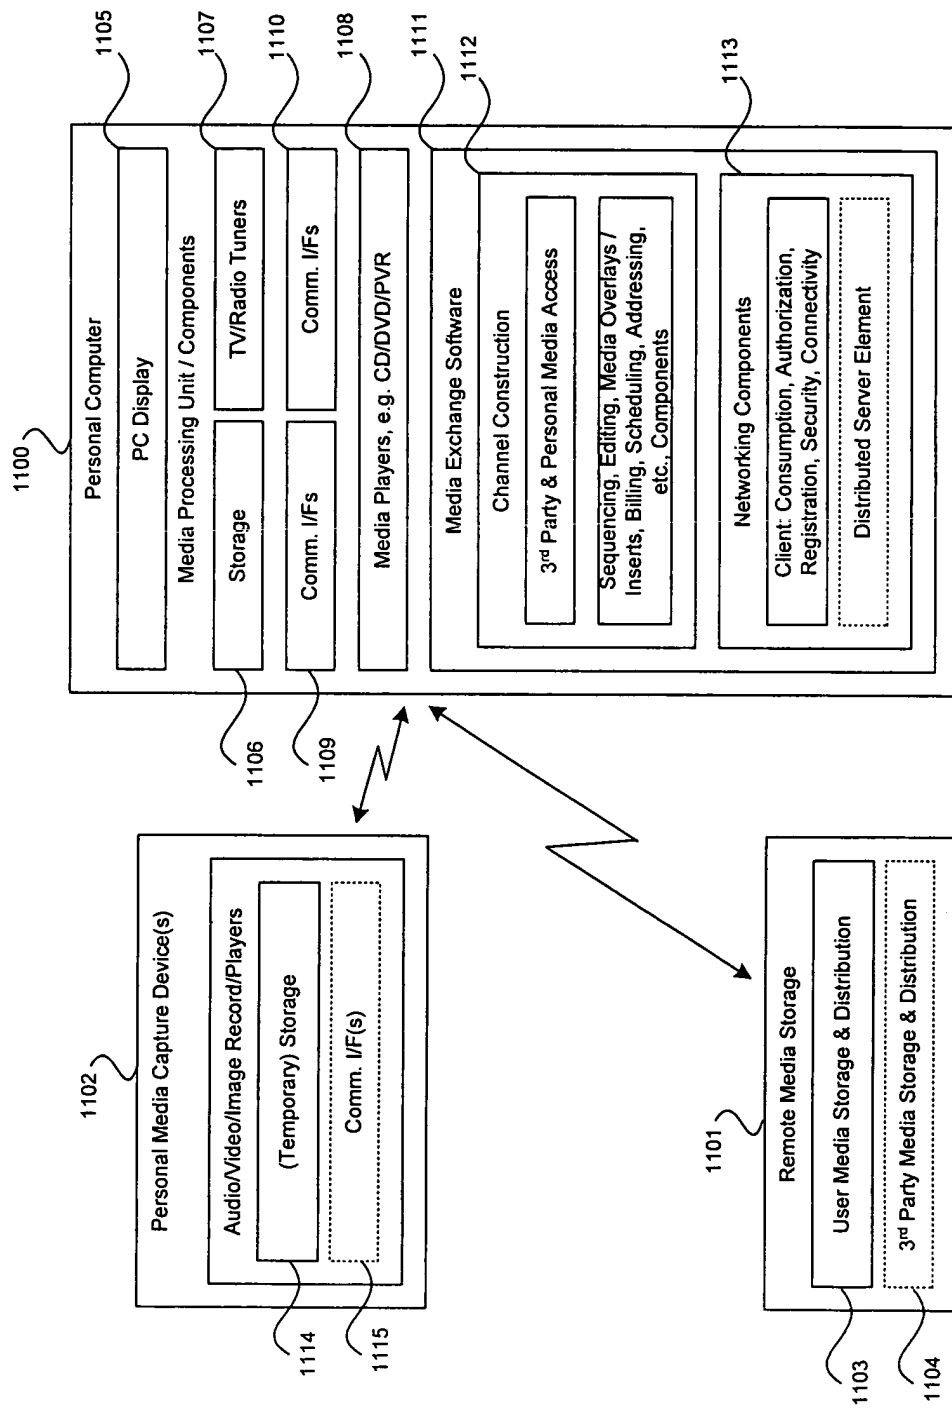 1100
Personal Computer
1105
PC Display
Media Processing Unit / Components
1107
Storage
TV/Radio Tuners
1106
1110
Comm. I/Fs
Comm. I/Fs
1109
1108
Media Players, e.g. CD/DVD/PVR
1111
Media Exchange Software
1112
Channel Construction
3rd Party & Personal Media Access
Sequencing, Editing, Media Overlays /
Inserts, Billing, Scheduling, Addressing,
etc., Components
1113
Networking Components
Client: Consumption, Authorization,
Registration, Security, Connectivity
Distributed Server Element
1102
Personal Media Capture Device(s)
Audio/Video/Image Record/Players
(Temporary) Storage
1114
Comm. I/F(s)
1115
1101
Remote Media Storage
User Media Storage & Distribution
1103
3rd Party Media Storage & Distribution
1104